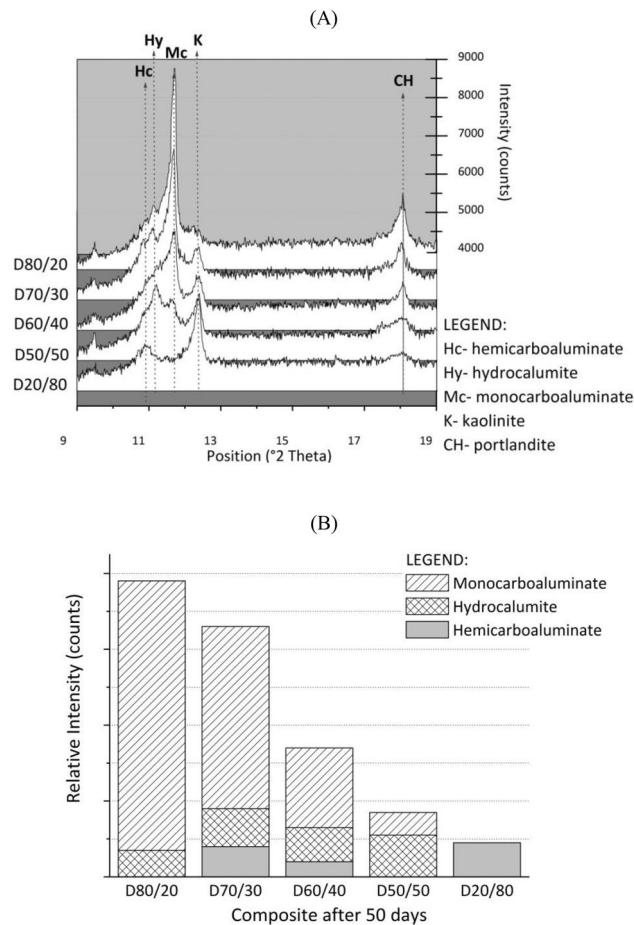 (A)
Hc
Hy
Mc
K
CH
9000
8000
7000
6000
5000
4000
Intensity (counts)
D80/20
D70/30
D60/40
D50/50
D20/80
9 11 13 15 17 19
Position (°2 Theta)
LEGEND:
Hc- hemicarboaluminate
Hy- hydrocalumite
Mc- monocarboaluminate
K- kaolinite
CH- portlandite
(B)
LEGEND:
Monocarboaluminate
Hydrocalumite
Hemicarboaluminate
Relative Intensity (counts)
D80/20 D70/30 D60/40 D50/50 D20/80
Composite after 50 days